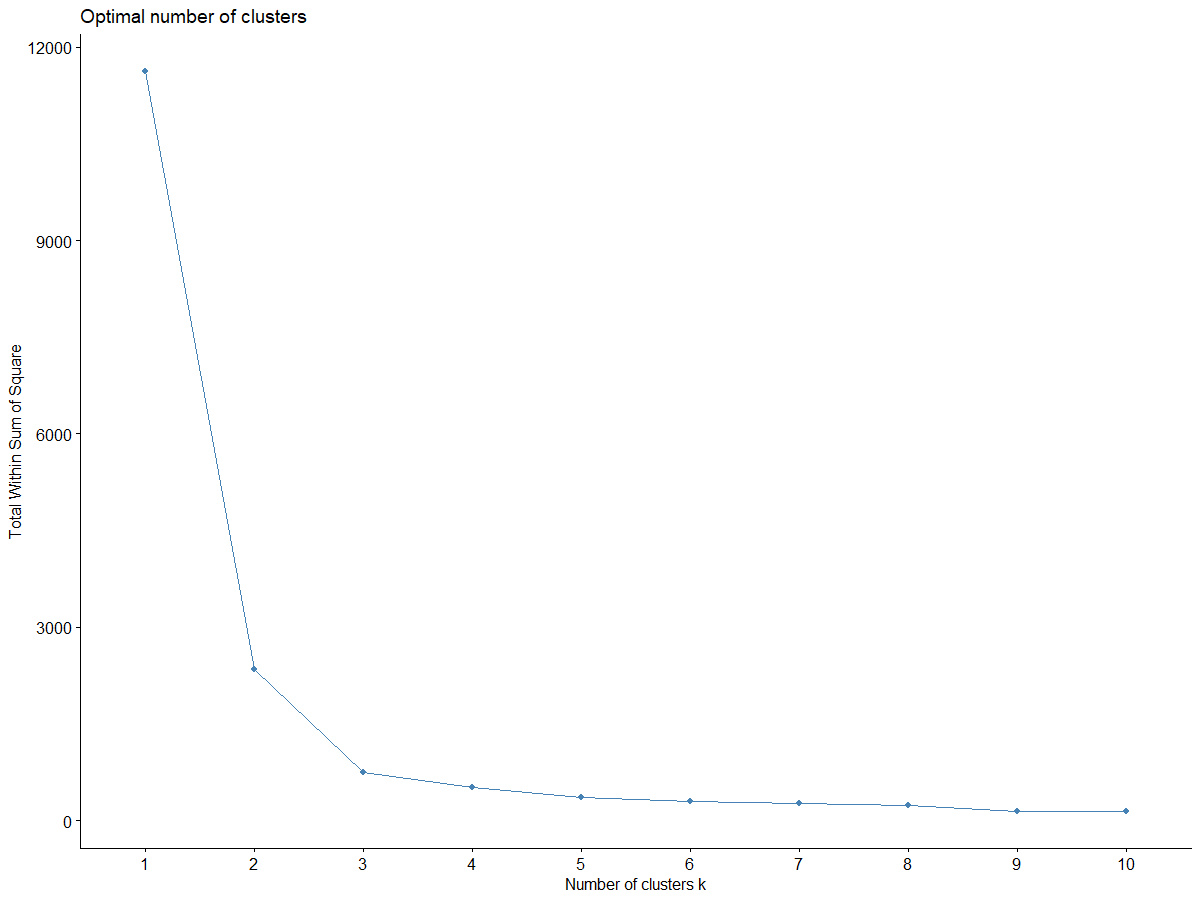 Optimal number of clusters
12000
9000
6000
3000
0
Total Within Sum of Square
1 2 3 4 5 6 7 8 9 10
Number of clusters k